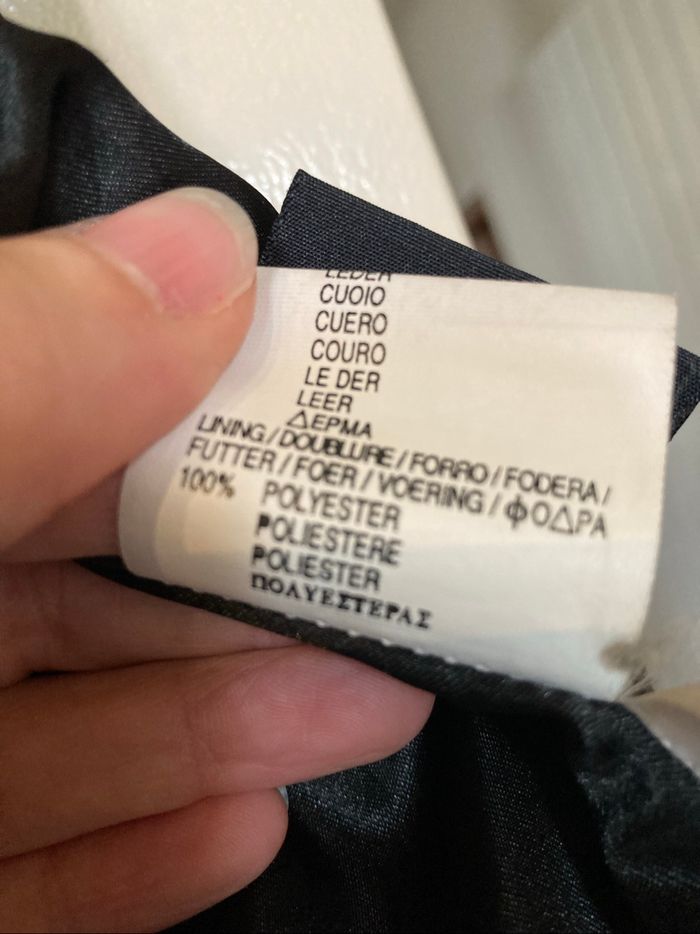 LEDER
CUOIO
CUERO
COURO
LE DER
LEER
ΔΕΡΜΑ
LINING / DOUBLURE / FORRO / FODERA /
FUTTER / FOER / VOERING / ΦΟΔΡΑ
100% POLYESTER
POLIESTERE
POLIESTER
ΠΟΛΥΕΣΤΕΡΑΣ